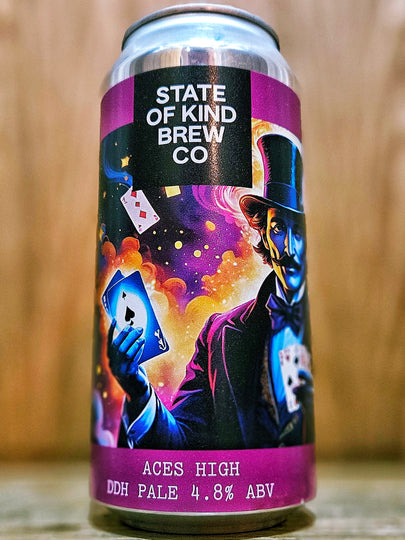 STATE
OF KIND
BREW
CO
ACES HIGH
DDH PALE 4.8% ABV